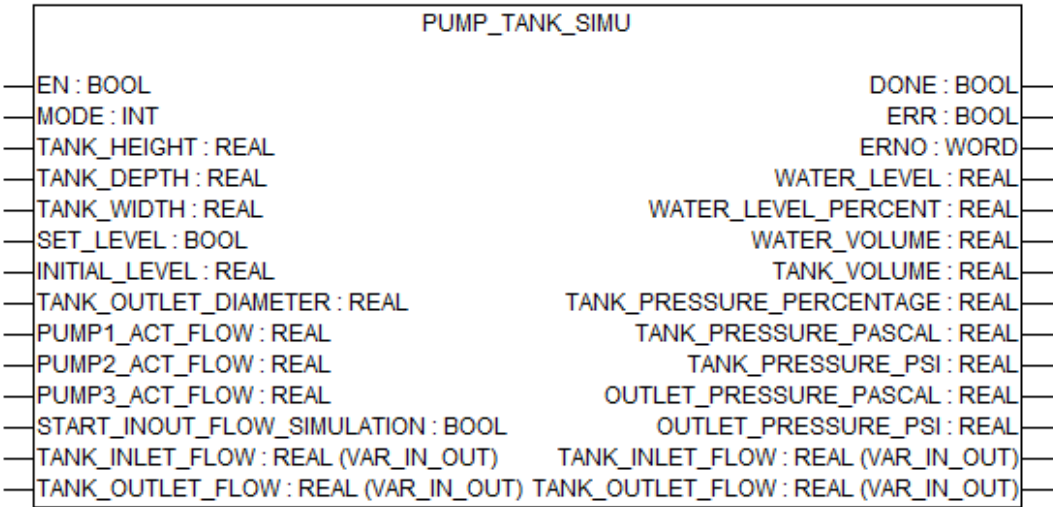 PUMP_TANK_SIMU
EN : BOOL DONE : BOOL
MODE : INT ERR : BOOL
TANK_HEIGHT : REAL ERNO : WORD
TANK_DEPTH : REAL WATER_LEVEL : REAL
TANK_WIDTH : REAL WATER_LEVEL_PERCENT : REAL
SET_LEVEL : BOOL WATER_VOLUME : REAL
INITIAL_LEVEL : REAL TANK_VOLUME : REAL
TANK_OUTLET_DIAMETER : REAL TANK_PRESSURE_PERCENTAGE : REAL
PUMP1_ACT_FLOW : REAL TANK_PRESSURE_PASCAL : REAL
PUMP2_ACT_FLOW : REAL TANK_PRESSURE_PSI : REAL
PUMP3_ACT_FLOW : REAL OUTLET_PRESSURE_PASCAL : REAL
START_INOUT_FLOW_SIMULATION : BOOL OUTLET_PRESSURE_PSI : REAL
TANK_INLET_FLOW : REAL (VAR_IN_OUT) TANK_INLET_FLOW : REAL (VAR_IN_OUT)
TANK_OUTLET_FLOW : REAL (VAR_IN_OUT) TANK_OUTLET_FLOW : REAL (VAR_IN_OUT)